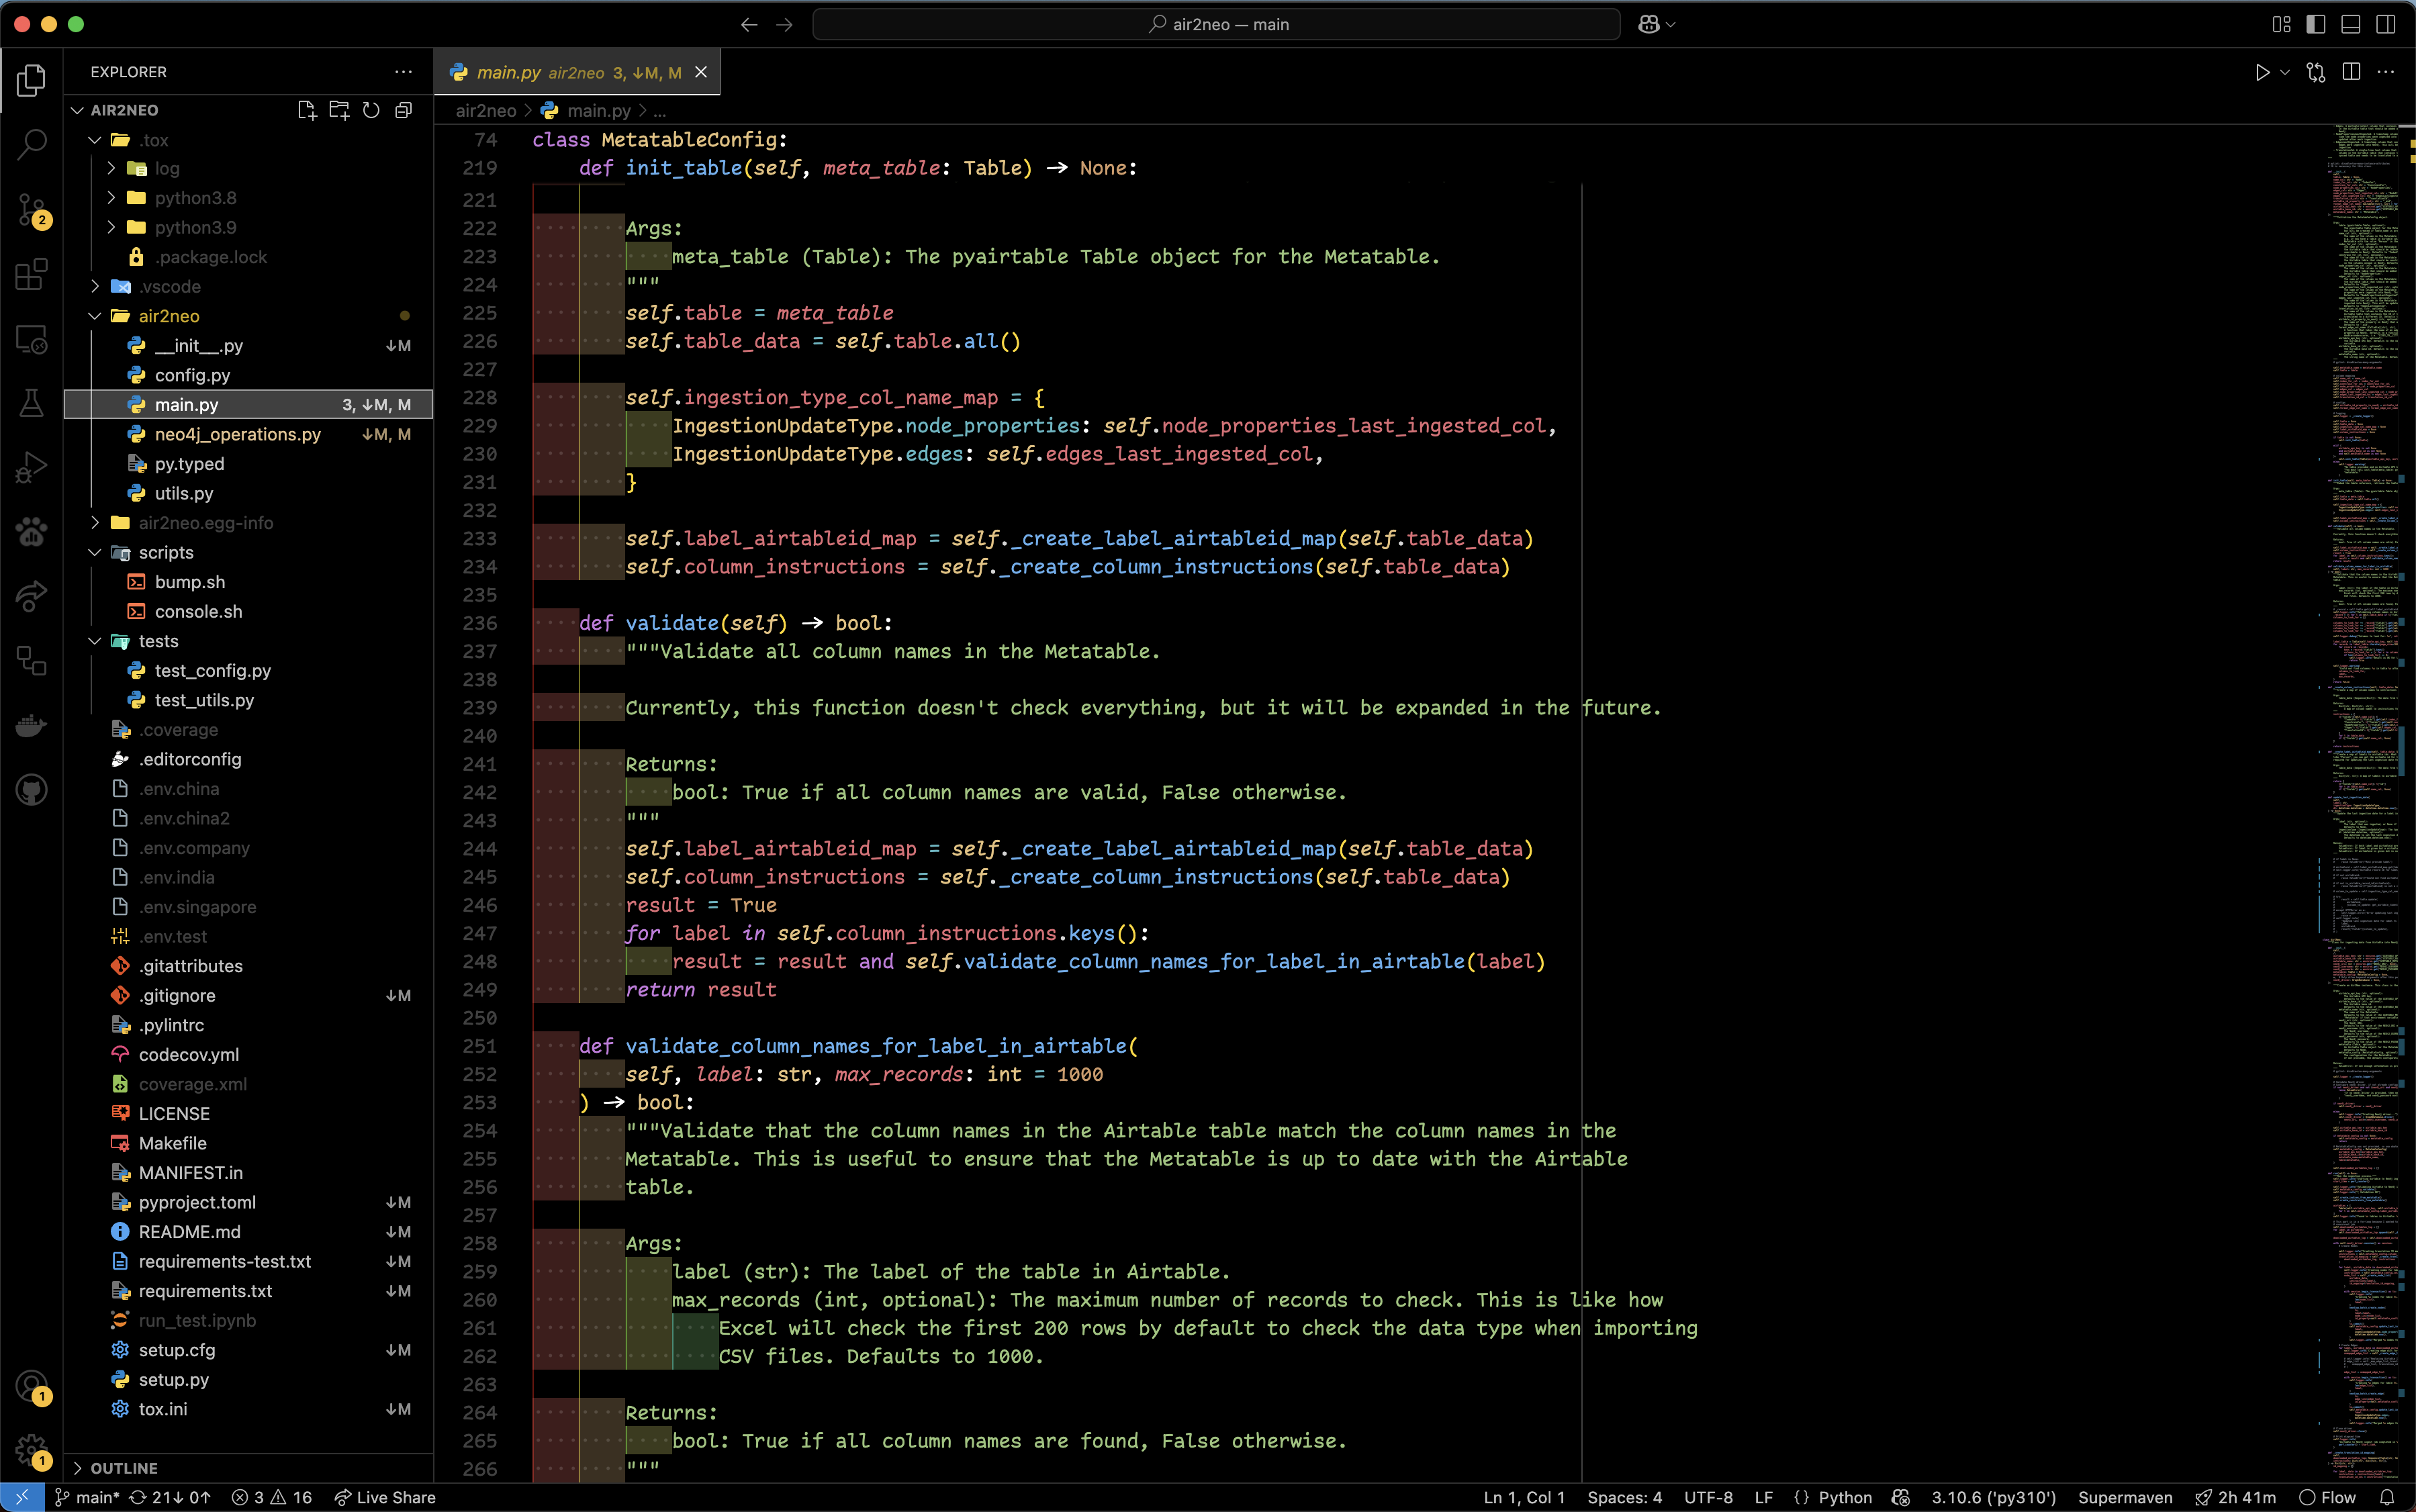 air2neo — main
EXPLORER
main.py air2neo 3, ↓M, M
AIR2NEO
air2neo > main.py > ...
.tox
log
python3.8
python3.9
.package.lock
.vscode
air2neo
__init__.py ↓M
config.py
main.py 3, ↓M, M
neo4j_operations.py ↓M, M
py.typed
utils.py
air2neo.egg-info
scripts
bump.sh
console.sh
tests
test_config.py
test_utils.py
.coverage
.editorconfig
.env.china
.env.china2
.env.company
.env.india
.env.singapore
.env.test
.gitattributes
.gitignore ↓M
.pylintrc
codecov.yml
coverage.xml
LICENSE
Makefile
MANIFEST.in
pyproject.toml ↓M
README.md ↓M
requirements-test.txt ↓M
requirements.txt ↓M
run_test.ipynb
setup.cfg ↓M
setup.py
tox.ini ↓M
OUTLINE
2
1
1
74 class MetatableConfig:
219 def init_table(self, meta_table: Table) → None:
221
222 Args:
223 meta_table (Table): The pyairtable Table object for the Metatable.
224 """
225 self.table = meta_table
226 self.table_data = self.table.all()
227
228 self.ingestion_type_col_name_map = {
229 IngestionUpdateType.node_properties: self.node_properties_last_ingested_col,
230 IngestionUpdateType.edges: self.edges_last_ingested_col,
231 }
232
233 self.label_airtableid_map = self._create_label_airtableid_map(self.table_data)
234 self.column_instructions = self._create_column_instructions(self.table_data)
235
236 def validate(self) → bool:
237 """Validate all column names in the Metatable.
238
239 Currently, this function doesn't check everything, but it will be expanded in the future.
240
241 Returns:
242 bool: True if all column names are valid, False otherwise.
243 """
244 self.label_airtableid_map = self._create_label_airtableid_map(self.table_data)
245 self.column_instructions = self._create_column_instructions(self.table_data)
246 result = True
247 for label in self.column_instructions.keys():
248 result = result and self.validate_column_names_for_label_in_airtable(label)
249 return result
250
251 def validate_column_names_for_label_in_airtable(
252 self, label: str, max_records: int = 1000
253 ) → bool:
254 """Validate that the column names in the Airtable table match the column names in the
255 Metatable. This is useful to ensure that the Metatable is up to date with the Airtable
256 table.
257
258 Args:
259 label (str): The label of the table in Airtable.
260 max_records (int, optional): The maximum number of records to check. This is like how
261 Excel will check the first 200 rows by default to check the data type when importing
262 CSV files. Defaults to 1000.
263
264 Returns:
265 bool: True if all column names are found, False otherwise.
266 """
main* 21↓ 0↑ 3 16 Live Share Ln 1, Col 1 Spaces: 4 UTF-8 LF {} Python 3.10.6 ('py310') Supermaven 2h 41m Flow